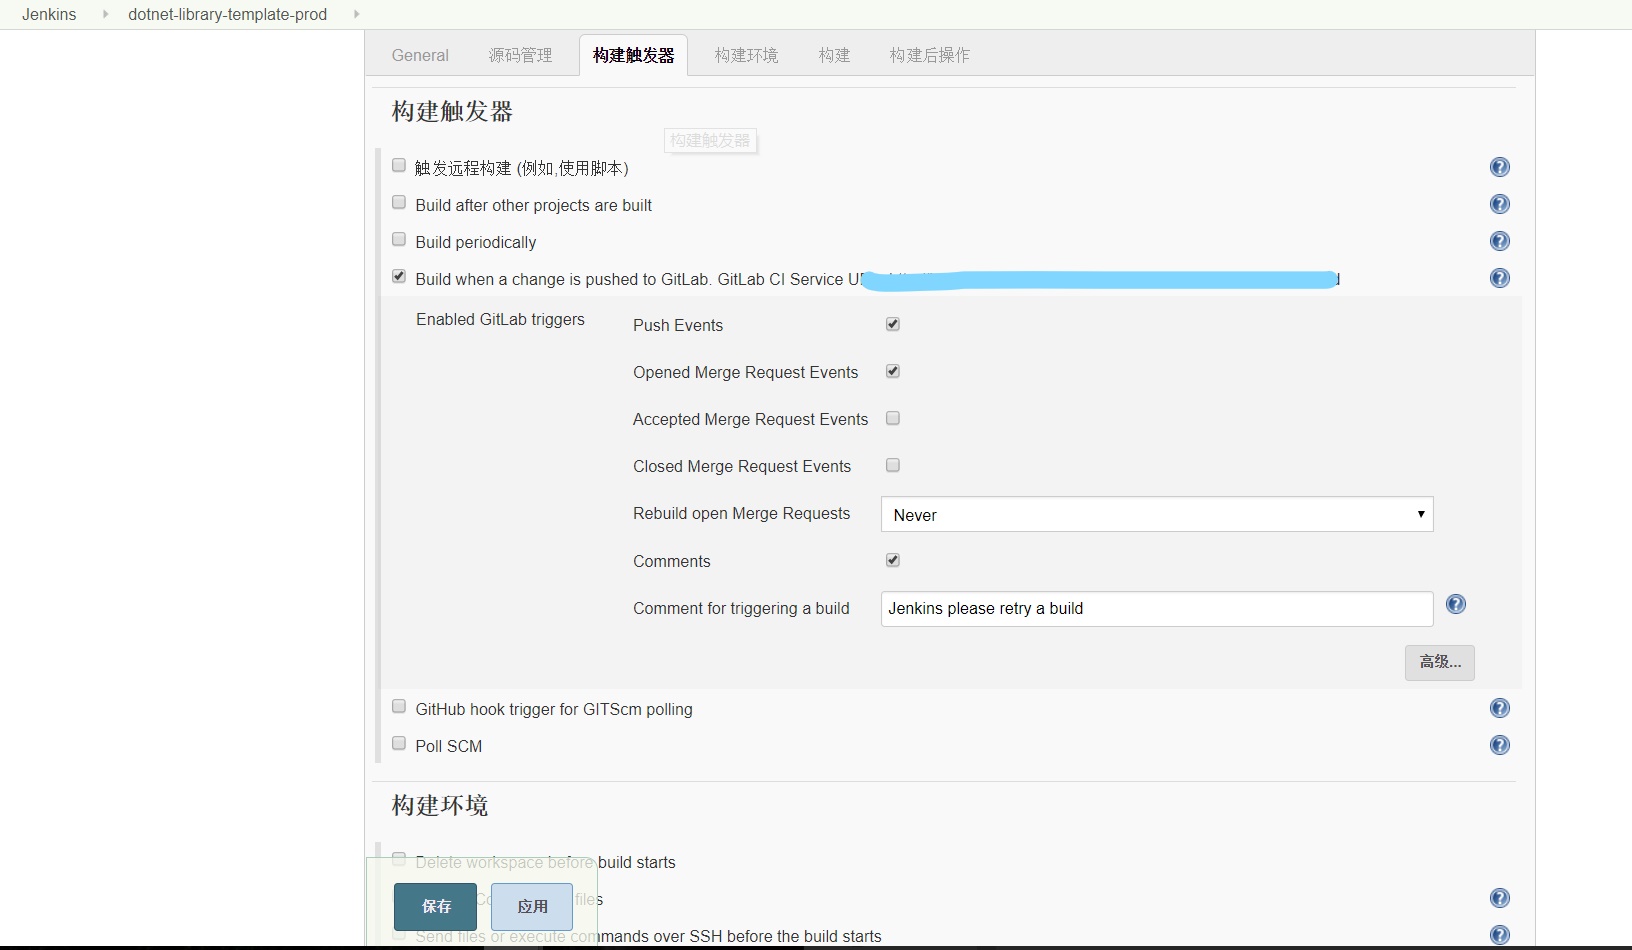 Jenkins dotnet-library-template-prod
General 源码管理 构建触发器 构建环境 构建 构建后操作
构建触发器
构建触发器
触发远程构建 (例如,使用脚本)
Build after other projects are built
Build periodically
Build when a change is pushed to GitLab. GitLab CI Service
Enabled GitLab triggers
Push Events
Opened Merge Request Events
Accepted Merge Request Events
Closed Merge Request Events
Rebuild open Merge Requests Never
Comments
Comment for triggering a build Jenkins please retry a build
高级...
GitHub hook trigger for GITScm polling
Poll SCM
构建环境
Delete workspace before build starts
保存 应用 files
Send files or execute commands over SSH before the build starts